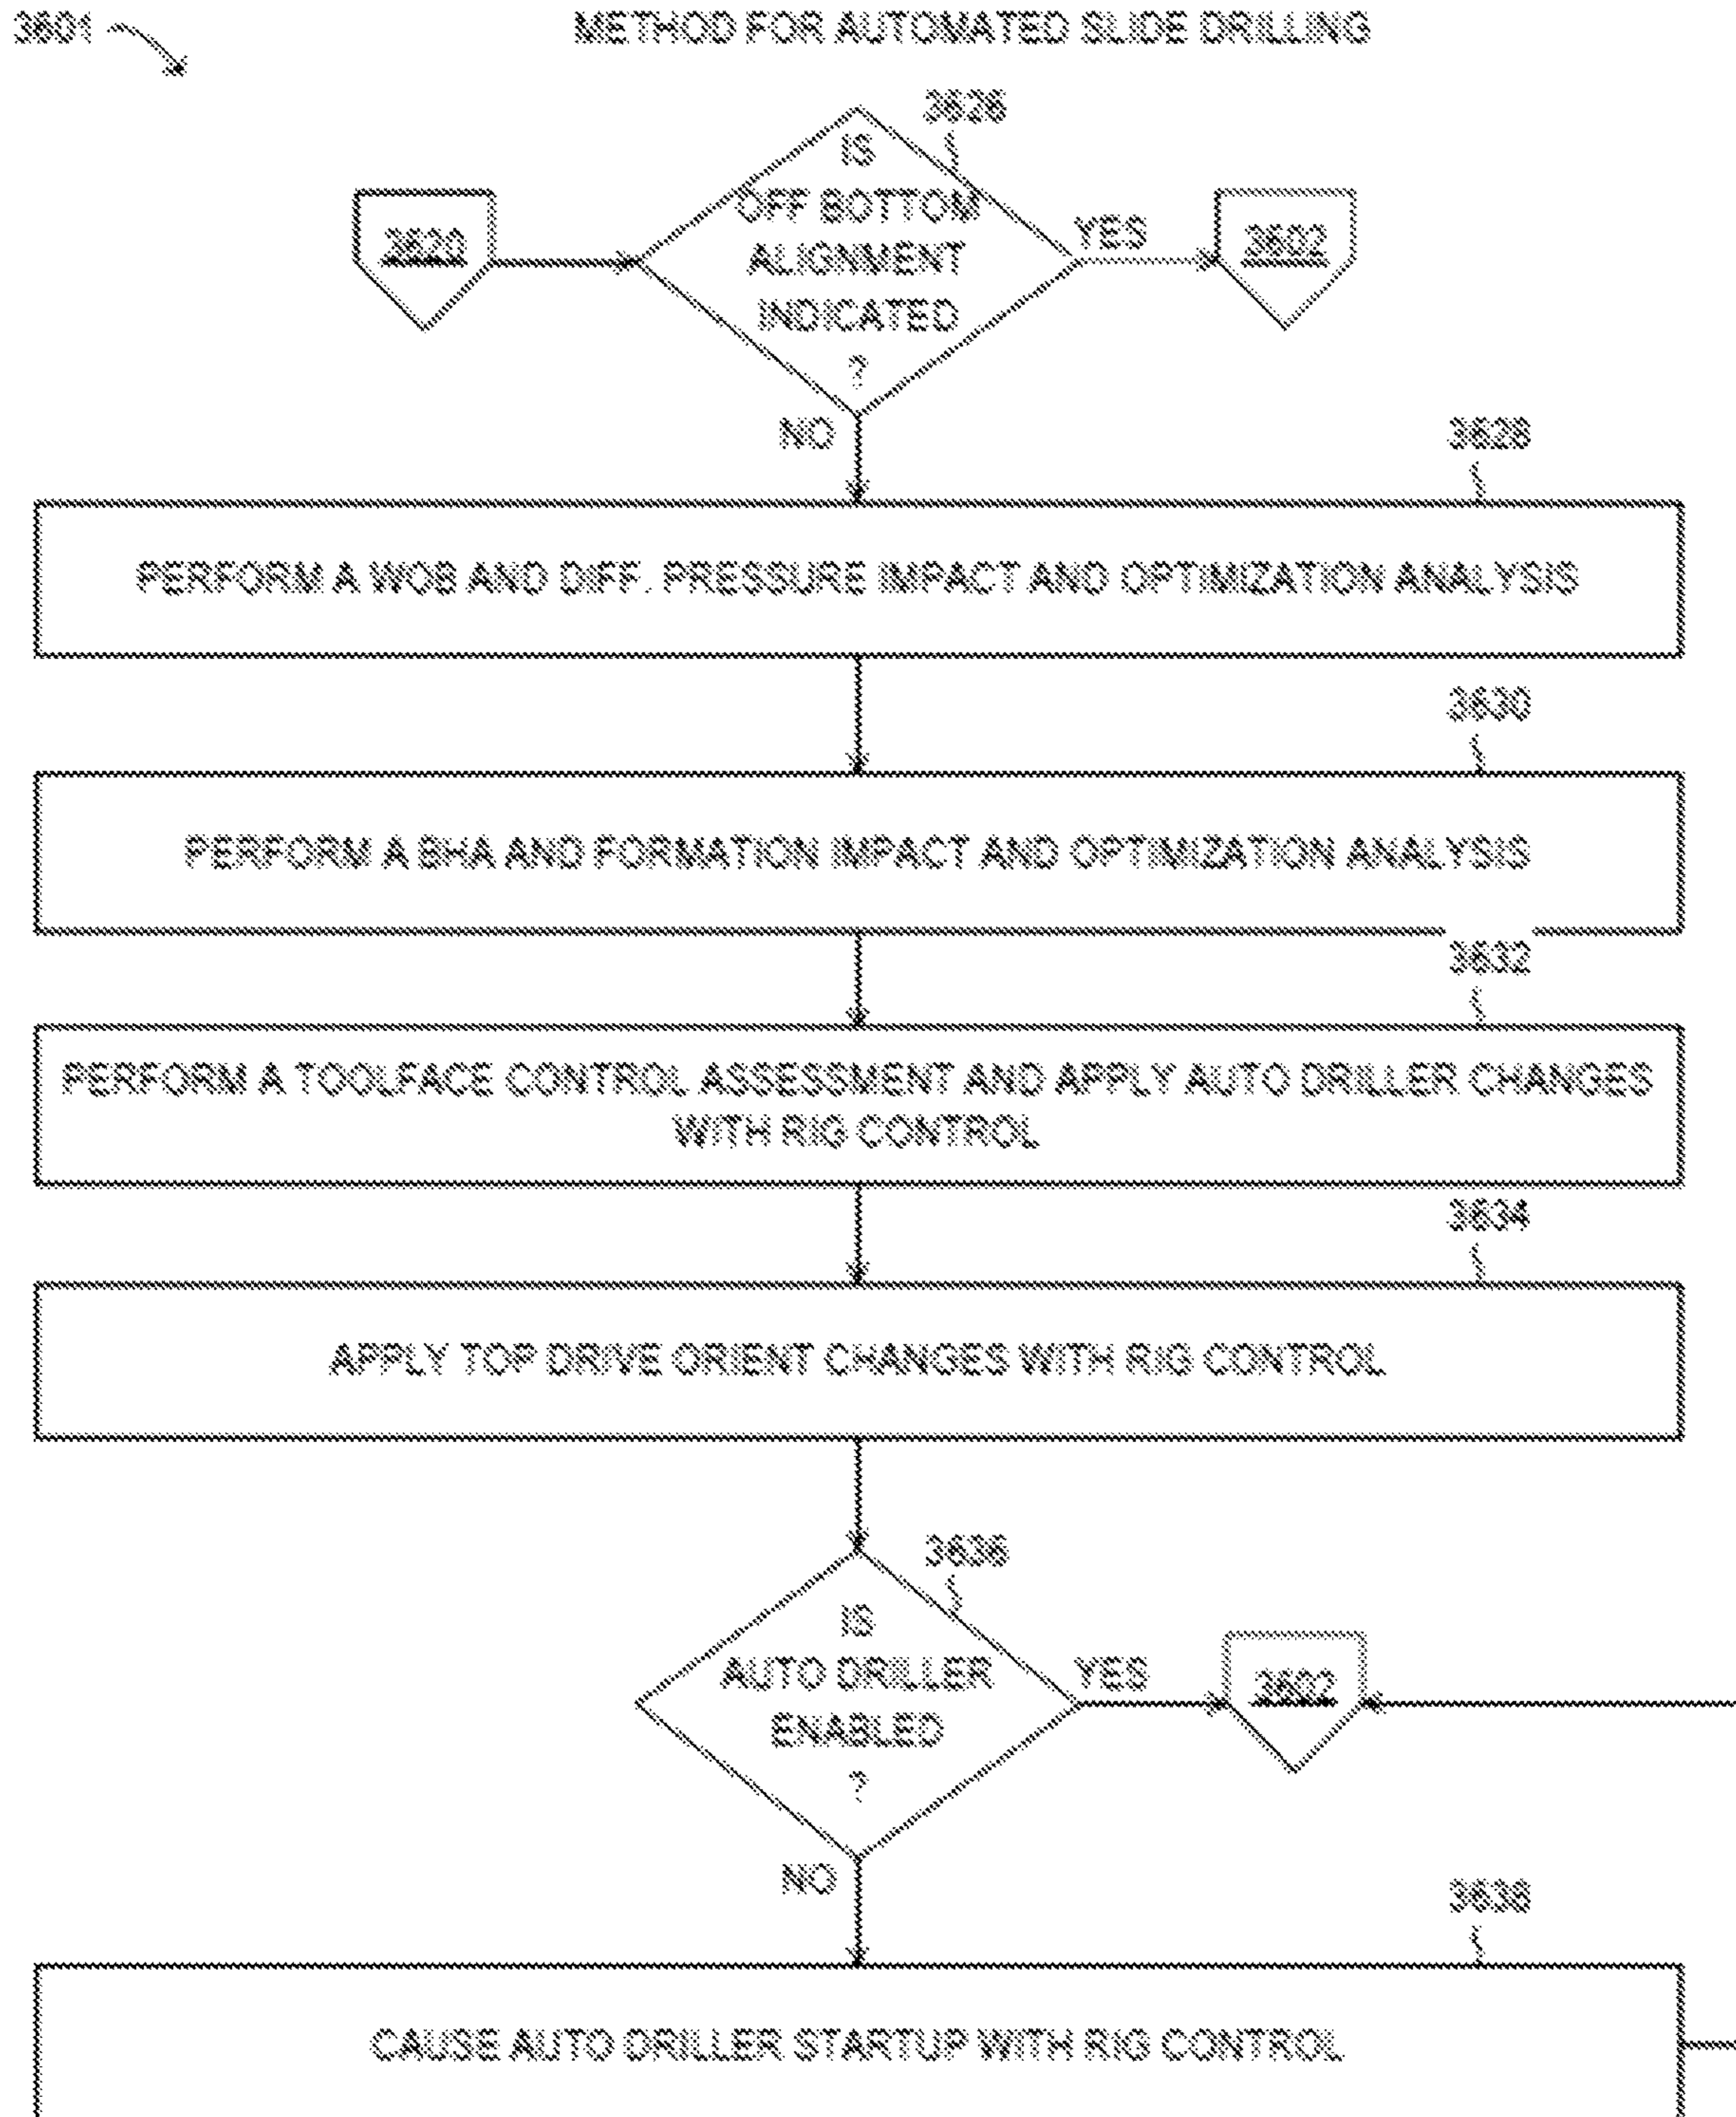 3601
METHOD FOR AUTOMATED SLIDE DRILLING
3626
IS
OFF BOTTOM
ALIGNMENT
INDICATED
?
3620
YES
3602
NO
3628
PERFORM A WOB AND DIFF. PRESSURE IMPACT AND OPTIMIZATION ANALYSIS
3630
PERFORM A BHA AND FORMATION IMPACT AND OPTIMIZATION ANALYSIS
3632
PERFORM A TOOLFACE CONTROL ASSESSMENT AND APPLY AUTO DRILLER CHANGES
WITH RIG CONTROL
3634
APPLY TOP DRIVE ORIENT CHANGES WITH RIG CONTROL
3636
IS
AUTO DRILLER
ENABLED
?
YES
3602
NO
3638
CAUSE AUTO DRILLER STARTUP WITH RIG CONTROL